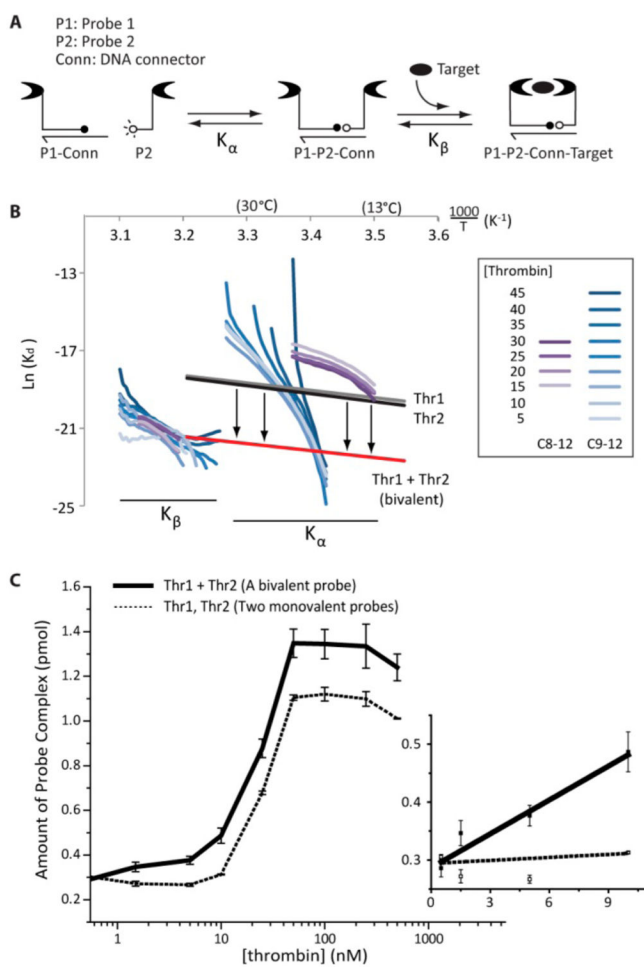 A
P1: Probe 1
P2: Probe 2
Conn: DNA connector
Target
P1-Conn
P2
Kα
P1-P2-Conn
Kβ
P1-P2-Conn-Target
B
(30°C)
(13°C)
1000
T
(K-1)
3.1
3.2
3.3
3.4
3.5
3.6
-13
-17
-21
-25
Ln (Kd)
Thr1
Thr2
Thr1 + Thr2
(bivalent)
Kβ
Kα
[Thrombin]
45
40
35
30
25
20
15
10
5
C8-12
C9-12
C
Thr1 + Thr2 (A bivalent probe)
Thr1, Thr2 (Two monovalent probes)
Amount of Probe Complex (pmol)
1.6
1.4
1.2
1.0
0.8
0.6
0.4
0.2
1
10
100
1000
[thrombin] (nM)
0.5
0.4
0.3
0
3
6
9